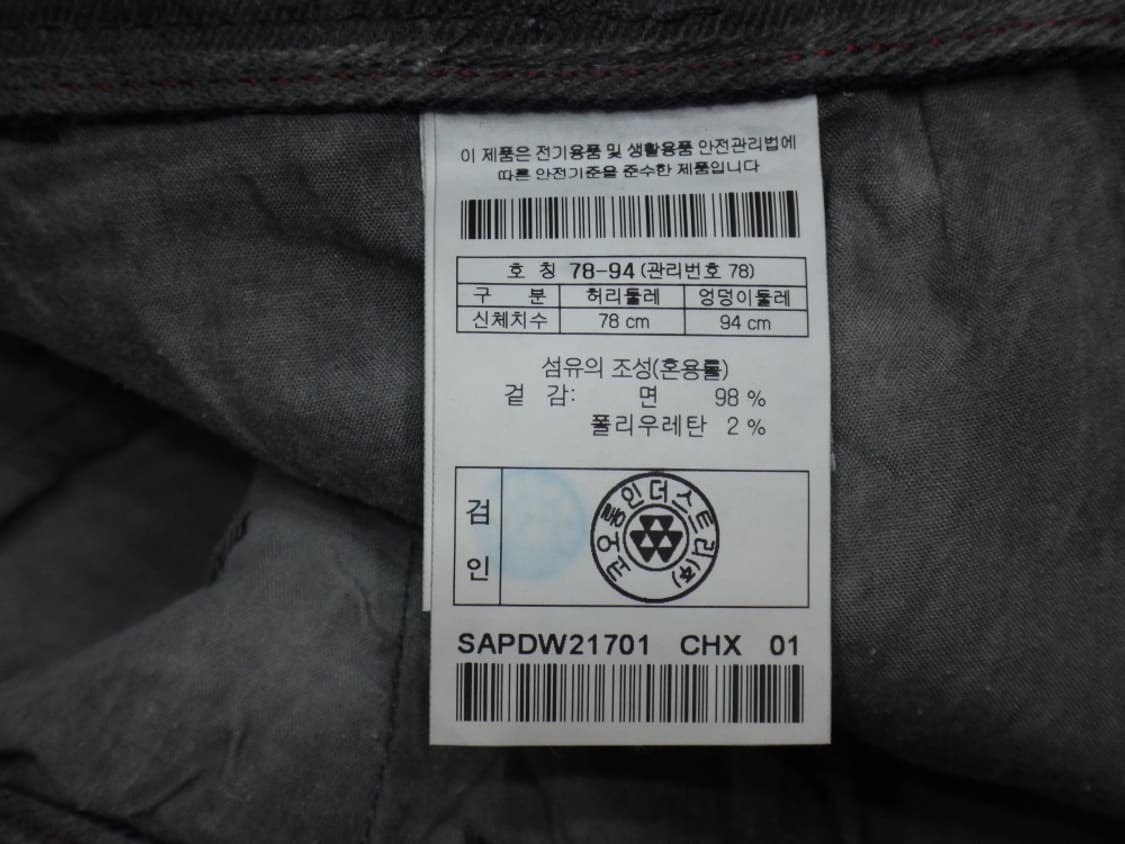 이 제품은 전기용품 및 생활용품 안전관리법에
따른 안전기준을 준수한 제품입니다
호 칭 78-94 (관리번호 78)
구 분 허리둘레 엉덩이둘레
신체치수 78 cm 94 cm
섬유의 조성(혼용률)
겉 감: 면 98 %
폴리우레탄 2 %
검
인
코오롱인더스트리(주)
SAPDW21701 CHX 01